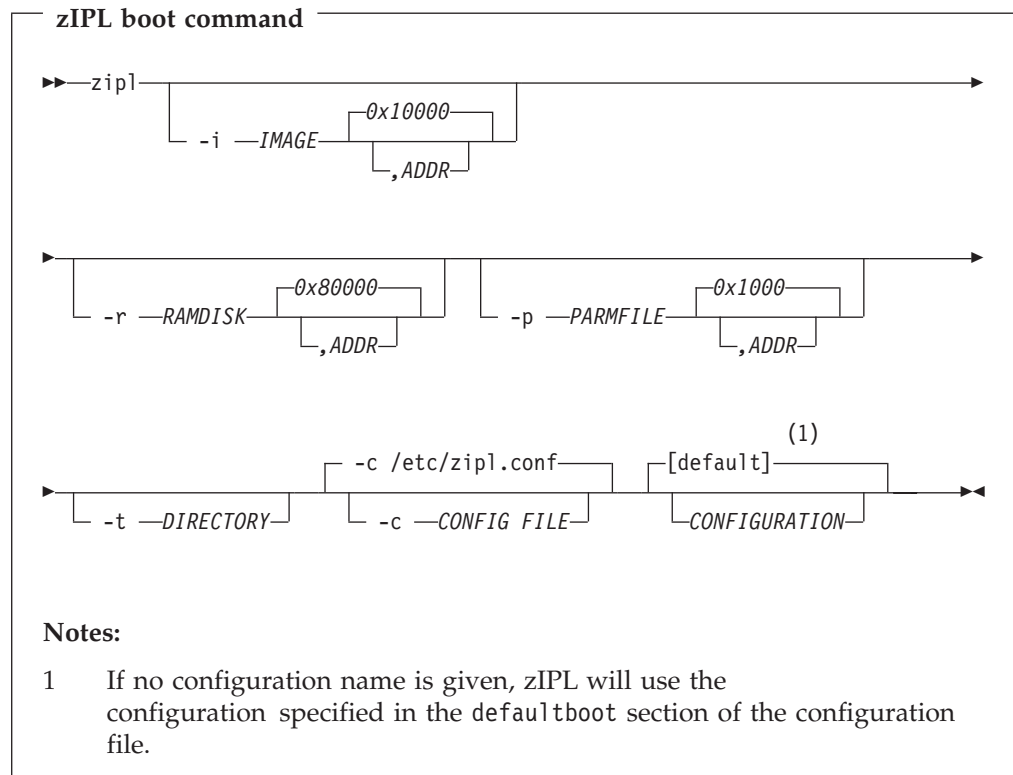 zIPL boot command
zipl
0x10000
-i IMAGE
,ADDR
0x80000
0x1000
-r RAMDISK
-p PARMFILE
,ADDR
,ADDR
(1)
-c /etc/zipl.conf
[default]
-t DIRECTORY
-c CONFIG FILE
CONFIGURATION
Notes:
1 If no configuration name is given, zIPL will use the
configuration specified in the defaultboot section of the configuration
file.